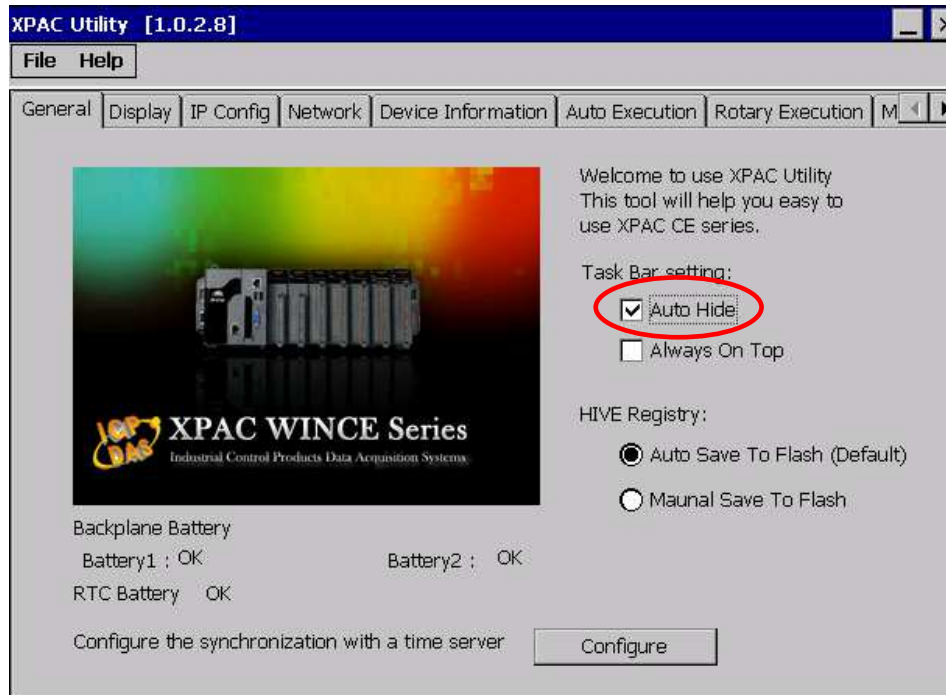 XPAC Utility [1.0.2.8]
File Help
General Display IP Config Network Device Information Auto Execution Rotary Execution M
Welcome to use XPAC Utility
This tool will help you easy to
use XPAC CE series.
Task Bar setting:
Auto Hide
Always On Top
HIVE Registry:
Auto Save To Flash (Default)
Maunal Save To Flash
ICP DAS
XPAC WINCE Series
Industrial Control Products Data Acquisition Systems
Backplane Battery
Battery1 : OK Battery2 : OK
RTC Battery OK
Configure the synchronization with a time server Configure